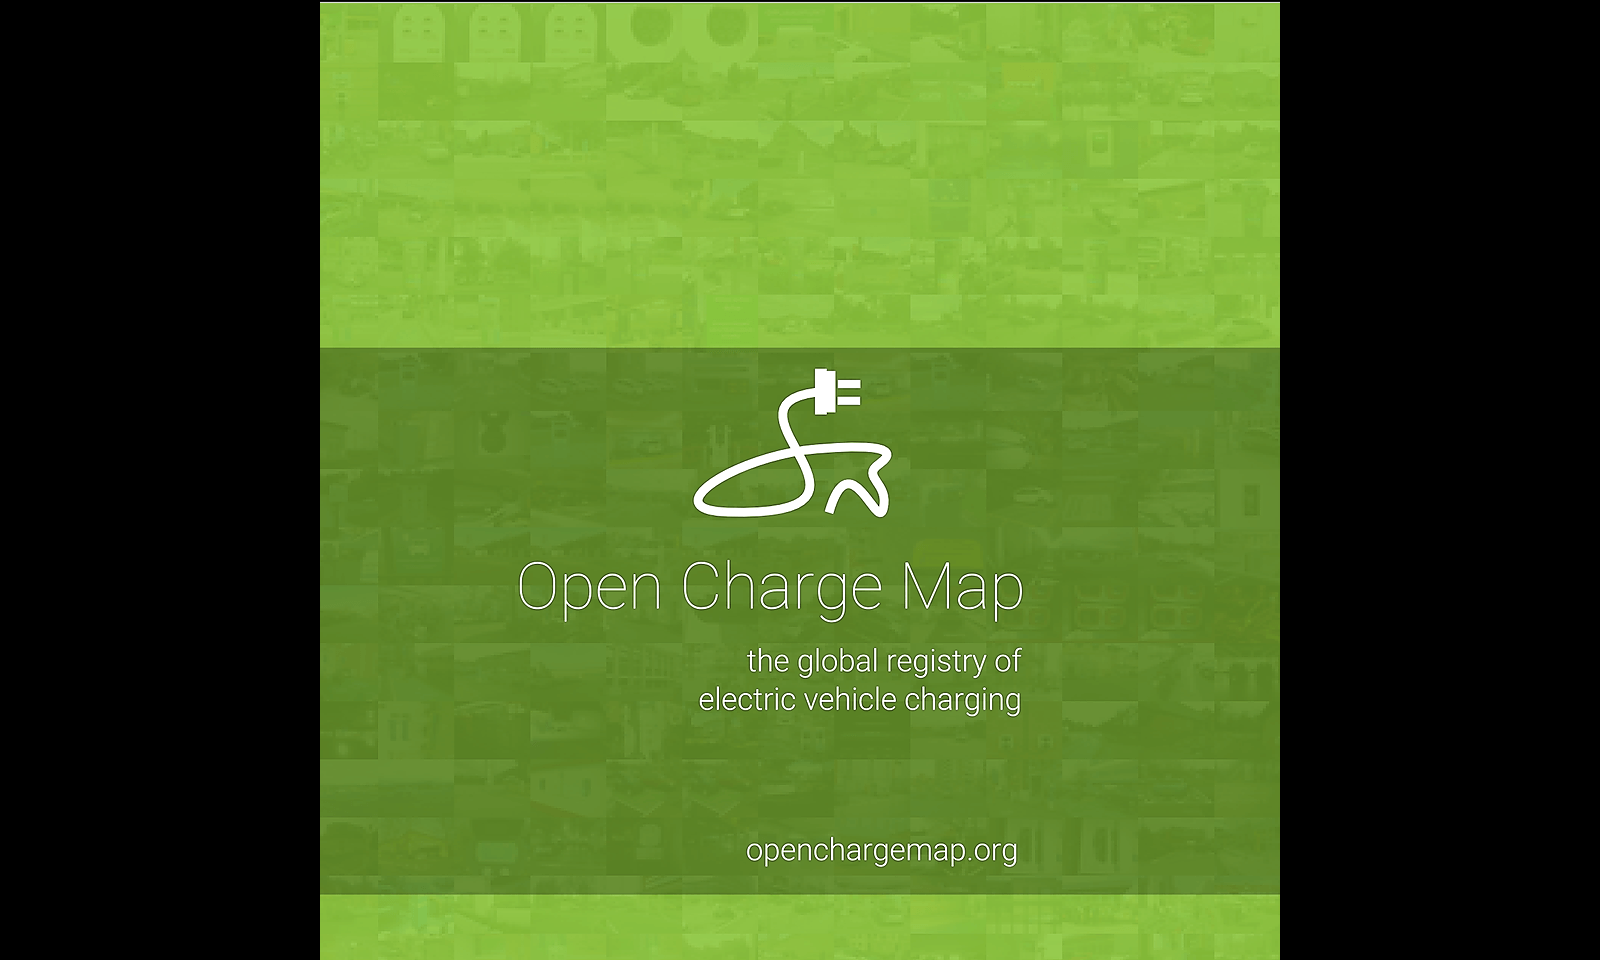 Open Charge Map
the global registry of
electric vehicle charging
openchargemap.org